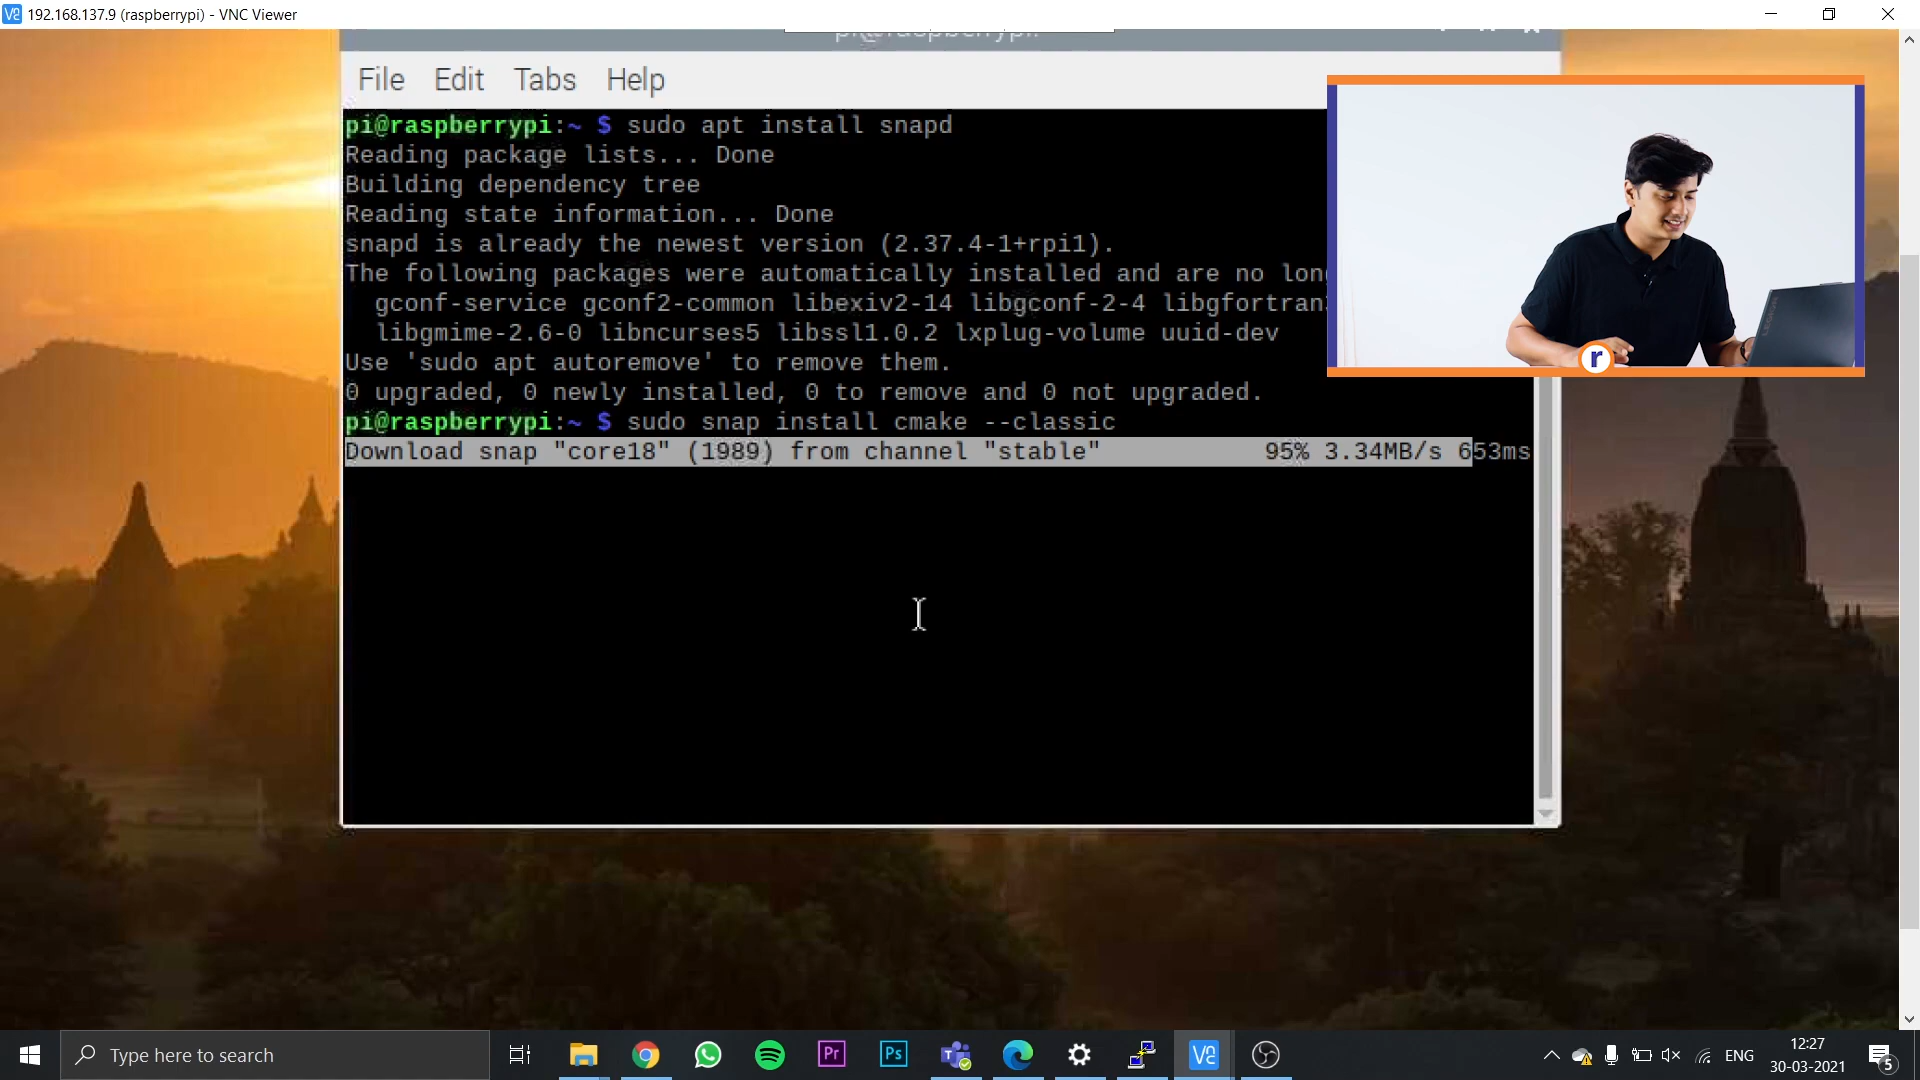 192.168.137.9 (raspberrypi) - VNC Viewer
File Edit Tabs Help
pi@raspberrypi:~ $ sudo apt install snapd
Reading package lists... Done
Building dependency tree
Reading state information... Done
snapd is already the newest version (2.37.4-1+rpi1).
The following packages were automatically installed and are no
gconf-service gconf2-common libexiv2-14 libgconf-2-4
libgmime-2.6-0 libncurses5 libssl1.0.2 lxplug-volume uuid-dev
Use 'sudo apt autoremove' to remove them.
0 upgraded, 0 newly installed, 0 to remove and 0 not upgraded.
pi@raspberrypi:~ $ sudo snap install cmake --classic
Download snap "core18" (1989) from channel "stable" 95% 3.34MB/s 653ms
r
LEGION
Type here to search
Pr
Ps
ENG
12:27
30-03-2021
5